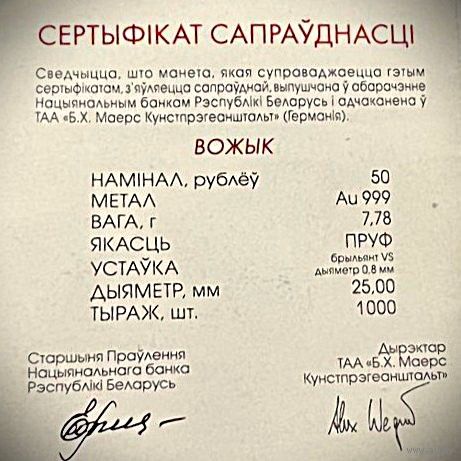 СЕРТЫФІКАТ САПРАЎДНАСЦІ
Сведчыцца, што манета, якая суправаджаецца гэтым
сертыфікатам, з'яўляецца сапраўднай, выпушчана ў абарачэнне
Нацыянальным банкам Рэспублікі Беларусь і адчаканена ў
ТАА «Б.Х. Маерс Кунстпрэгеанштальт» (Германія).
ВОЖЫК
НАМІНАЛ, рублёў 50
МЕТАЛ Au 999
ВАГА, г 7,78
ЯКАСЦЬ ПРУФ
УСТАЎКА брыльянт VS
дыяметр 0,8 мм
ДЫЯМЕТР, мм 25,00
ТЫРАЖ, шт. 1000
Старшыня Праўлення
Нацыянальнага банка
Рэспублікі Беларусь
Дырэктар
ТАА «Б.Х. Маерс
Кунстпрэгеанштальт»